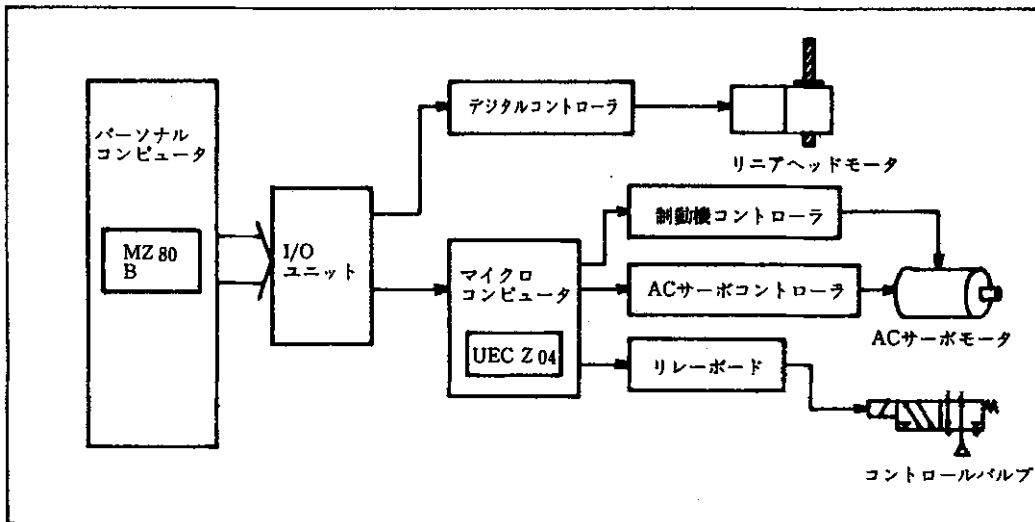 パーソナル
コンピュータ
MZ 80
B
I/O
ユニット
デジタルコントローラ
リニアヘッドモータ
マイクロ
コンピュータ
UEC Z 04
制動機コントローラ
ACサーボコントローラ
ACサーボモータ
リレーボード
コントロールバルブ